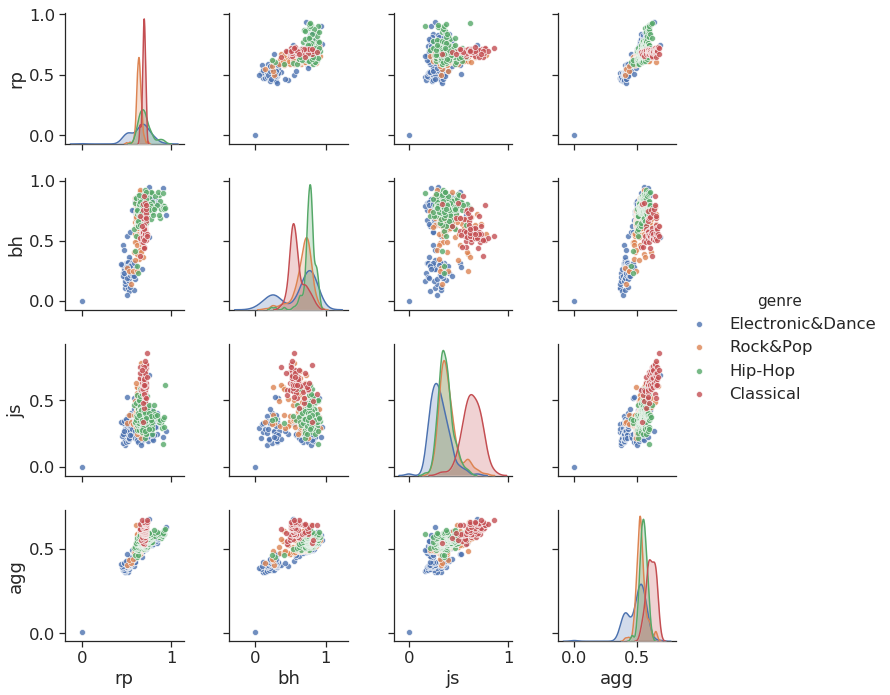 1.0
rp
0.5
0.0
1.0
bh
0.5
0.0
genre
Electronic&Dance
Rock&Pop
Hip-Hop
Classical
js
0.5
0.0
agg
0.5
0.0
0 1 0 1 0 1 0.0 0.5
rp bh js agg